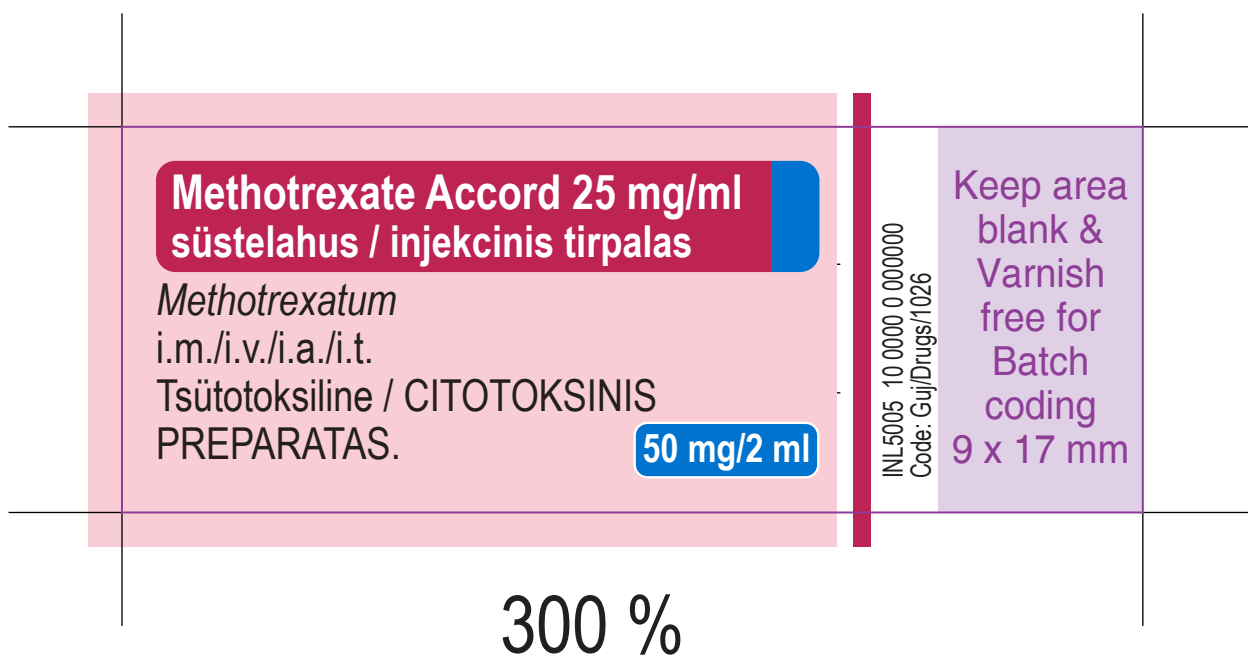 Methotrexate Accord 25 mg/ml
süstelahus / injekcinis tirpalas
Methotrexatum
i.m./i.v./i.a./i.t.
Tsütotoksiline / CITOTOKSINIS
PREPARATAS.
50 mg/2 ml
INL5005 10 0000 0 000000
Code: Guj/Drugs/1026
Keep area
blank &
Varnish
free for
Batch
coding
9 x 17 mm
300 %